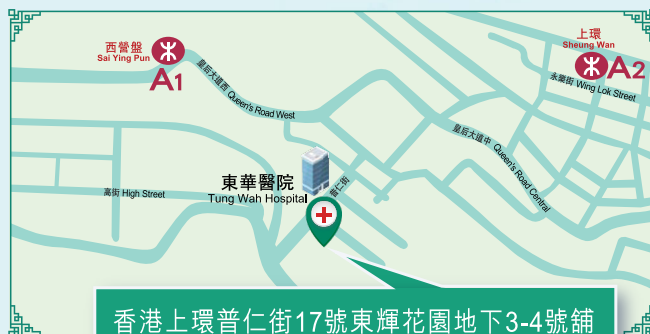 西營盤
Sai Ying Pun
A1
上環
Sheung Wan
A2
永樂街 Wing Lok Street
皇后大道西 Queen's Road West
皇后大道中 Queen's Road Central
東華醫院
Tung Wah Hospital
普仁街
高街 High Street
香港上環普仁街17號東輝花園地下3-4號舖